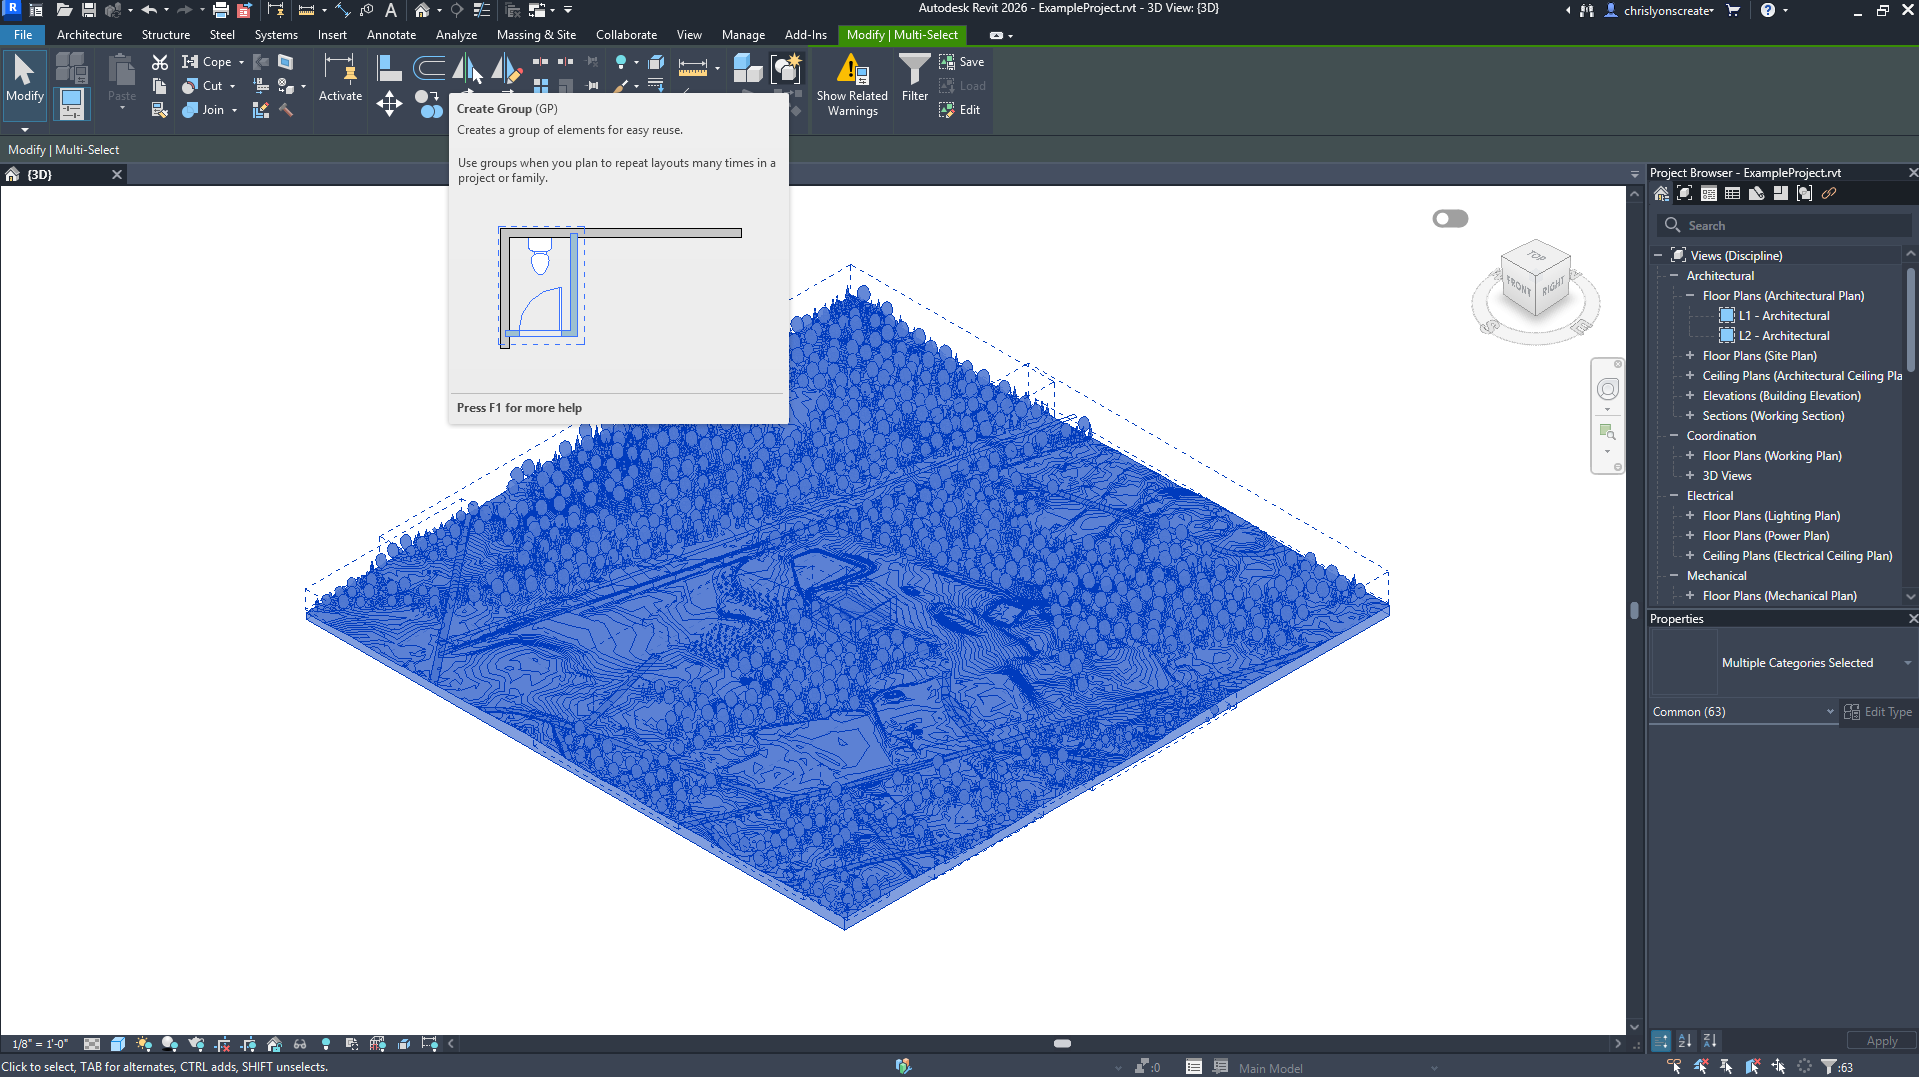 Autodesk Revit 2026 - ExampleProject.rvt - 3D View: {3D}
chrislyonscreate
File
Architecture
Structure
Steel
Systems
Insert
Annotate
Analyze
Massing & Site
Collaborate
View
Manage
Add-Ins
Modify | Multi-Select
Modify
Paste
Cope
Cut
Join
Activate
Show Related
Warnings
Filter
Save
Load
Edit
Modify | Multi-Select
{3D}
Create Group (GP)
Creates a group of elements for easy reuse.
Use groups when you plan to repeat layouts many times in a
project or family.
Press F1 for more help
TOP
FRONT
RIGHT
S
E
Project Browser - ExampleProject.rvt
Search
Views (Discipline)
Architectural
Floor Plans (Architectural Plan)
L1 - Architectural
L2 - Architectural
Floor Plans (Site Plan)
Ceiling Plans (Architectural Ceiling Pla
Elevations (Building Elevation)
Sections (Working Section)
Coordination
Floor Plans (Working Plan)
3D Views
Electrical
Floor Plans (Lighting Plan)
Floor Plans (Power Plan)
Ceiling Plans (Electrical Ceiling Plan)
Mechanical
Floor Plans (Mechanical Plan)
Properties
Multiple Categories Selected
Common (63)
Edit Type
Apply
1/8" = 1'-0"
Click to select, TAB for alternates, CTRL adds, SHIFT unselects.
:0
Main Model
:63